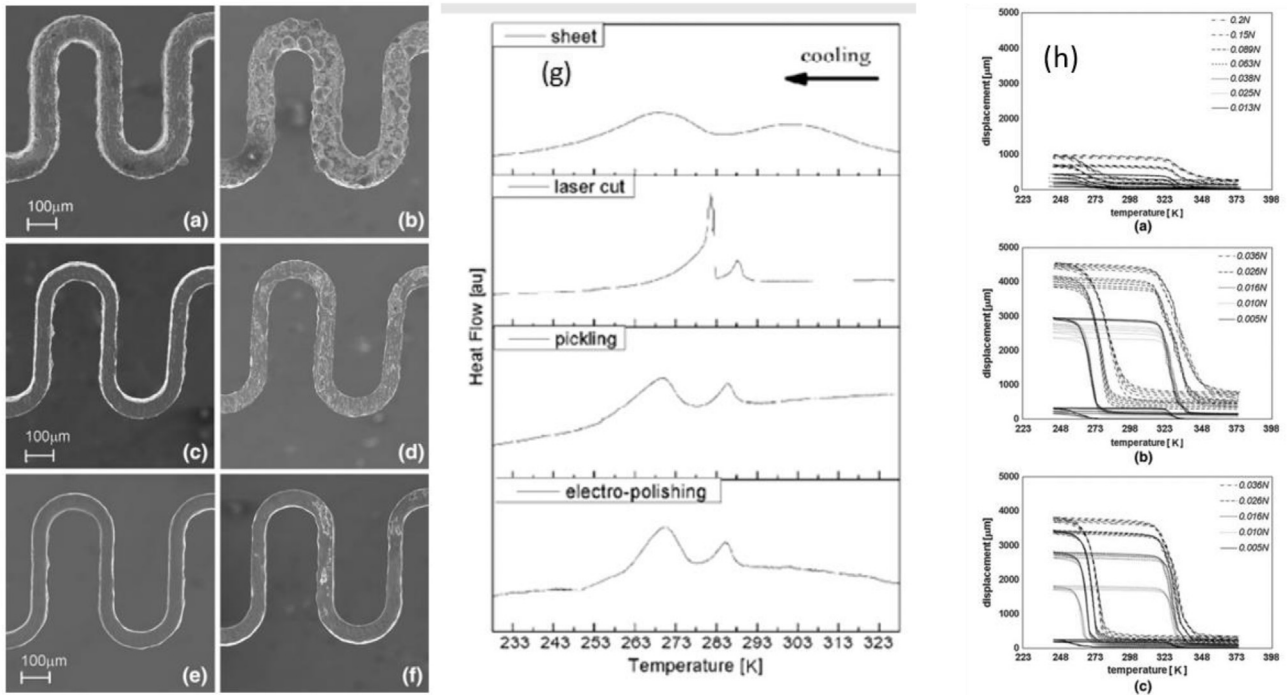 (a)
(b)
100μm
(c)
(d)
100μm
(e)
(f)
100μm
(g)
sheet
cooling
laser cut
pickling
electro-polishing
Heat Flow [au]
233 243 253 263 273 283 293 303 313 323
Temperature [K]
(h)
0.2N
0.15N
0.089N
0.063N
0.038N
0.025N
0.013N
displacement[μm]
5000
4000
3000
2000
1000
0
223 248 273 298 323 348 373 398
temperature[K]
(a)
0.036N
0.026N
0.016N
0.010N
0.005N
displacement[μm]
5000
4000
3000
2000
1000
0
223 248 273 298 323 348 373 398
temperature[K]
(b)
0.036N
0.026N
0.016N
0.010N
0.005N
displacement[μm]
5000
4000
3000
2000
1000
0
223 248 273 298 323 348 373 398
temperature[K]
(c)